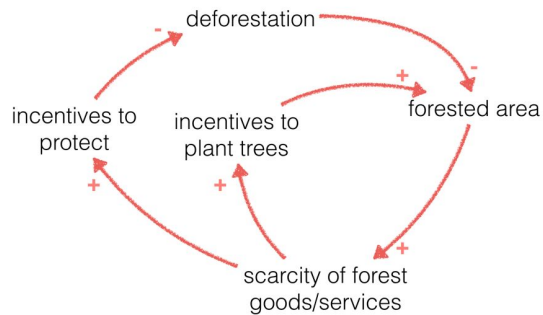 deforestation
-
-
+
forested area
incentives to
protect
incentives to
plant trees
+
+
+
scarcity of forest
goods/services